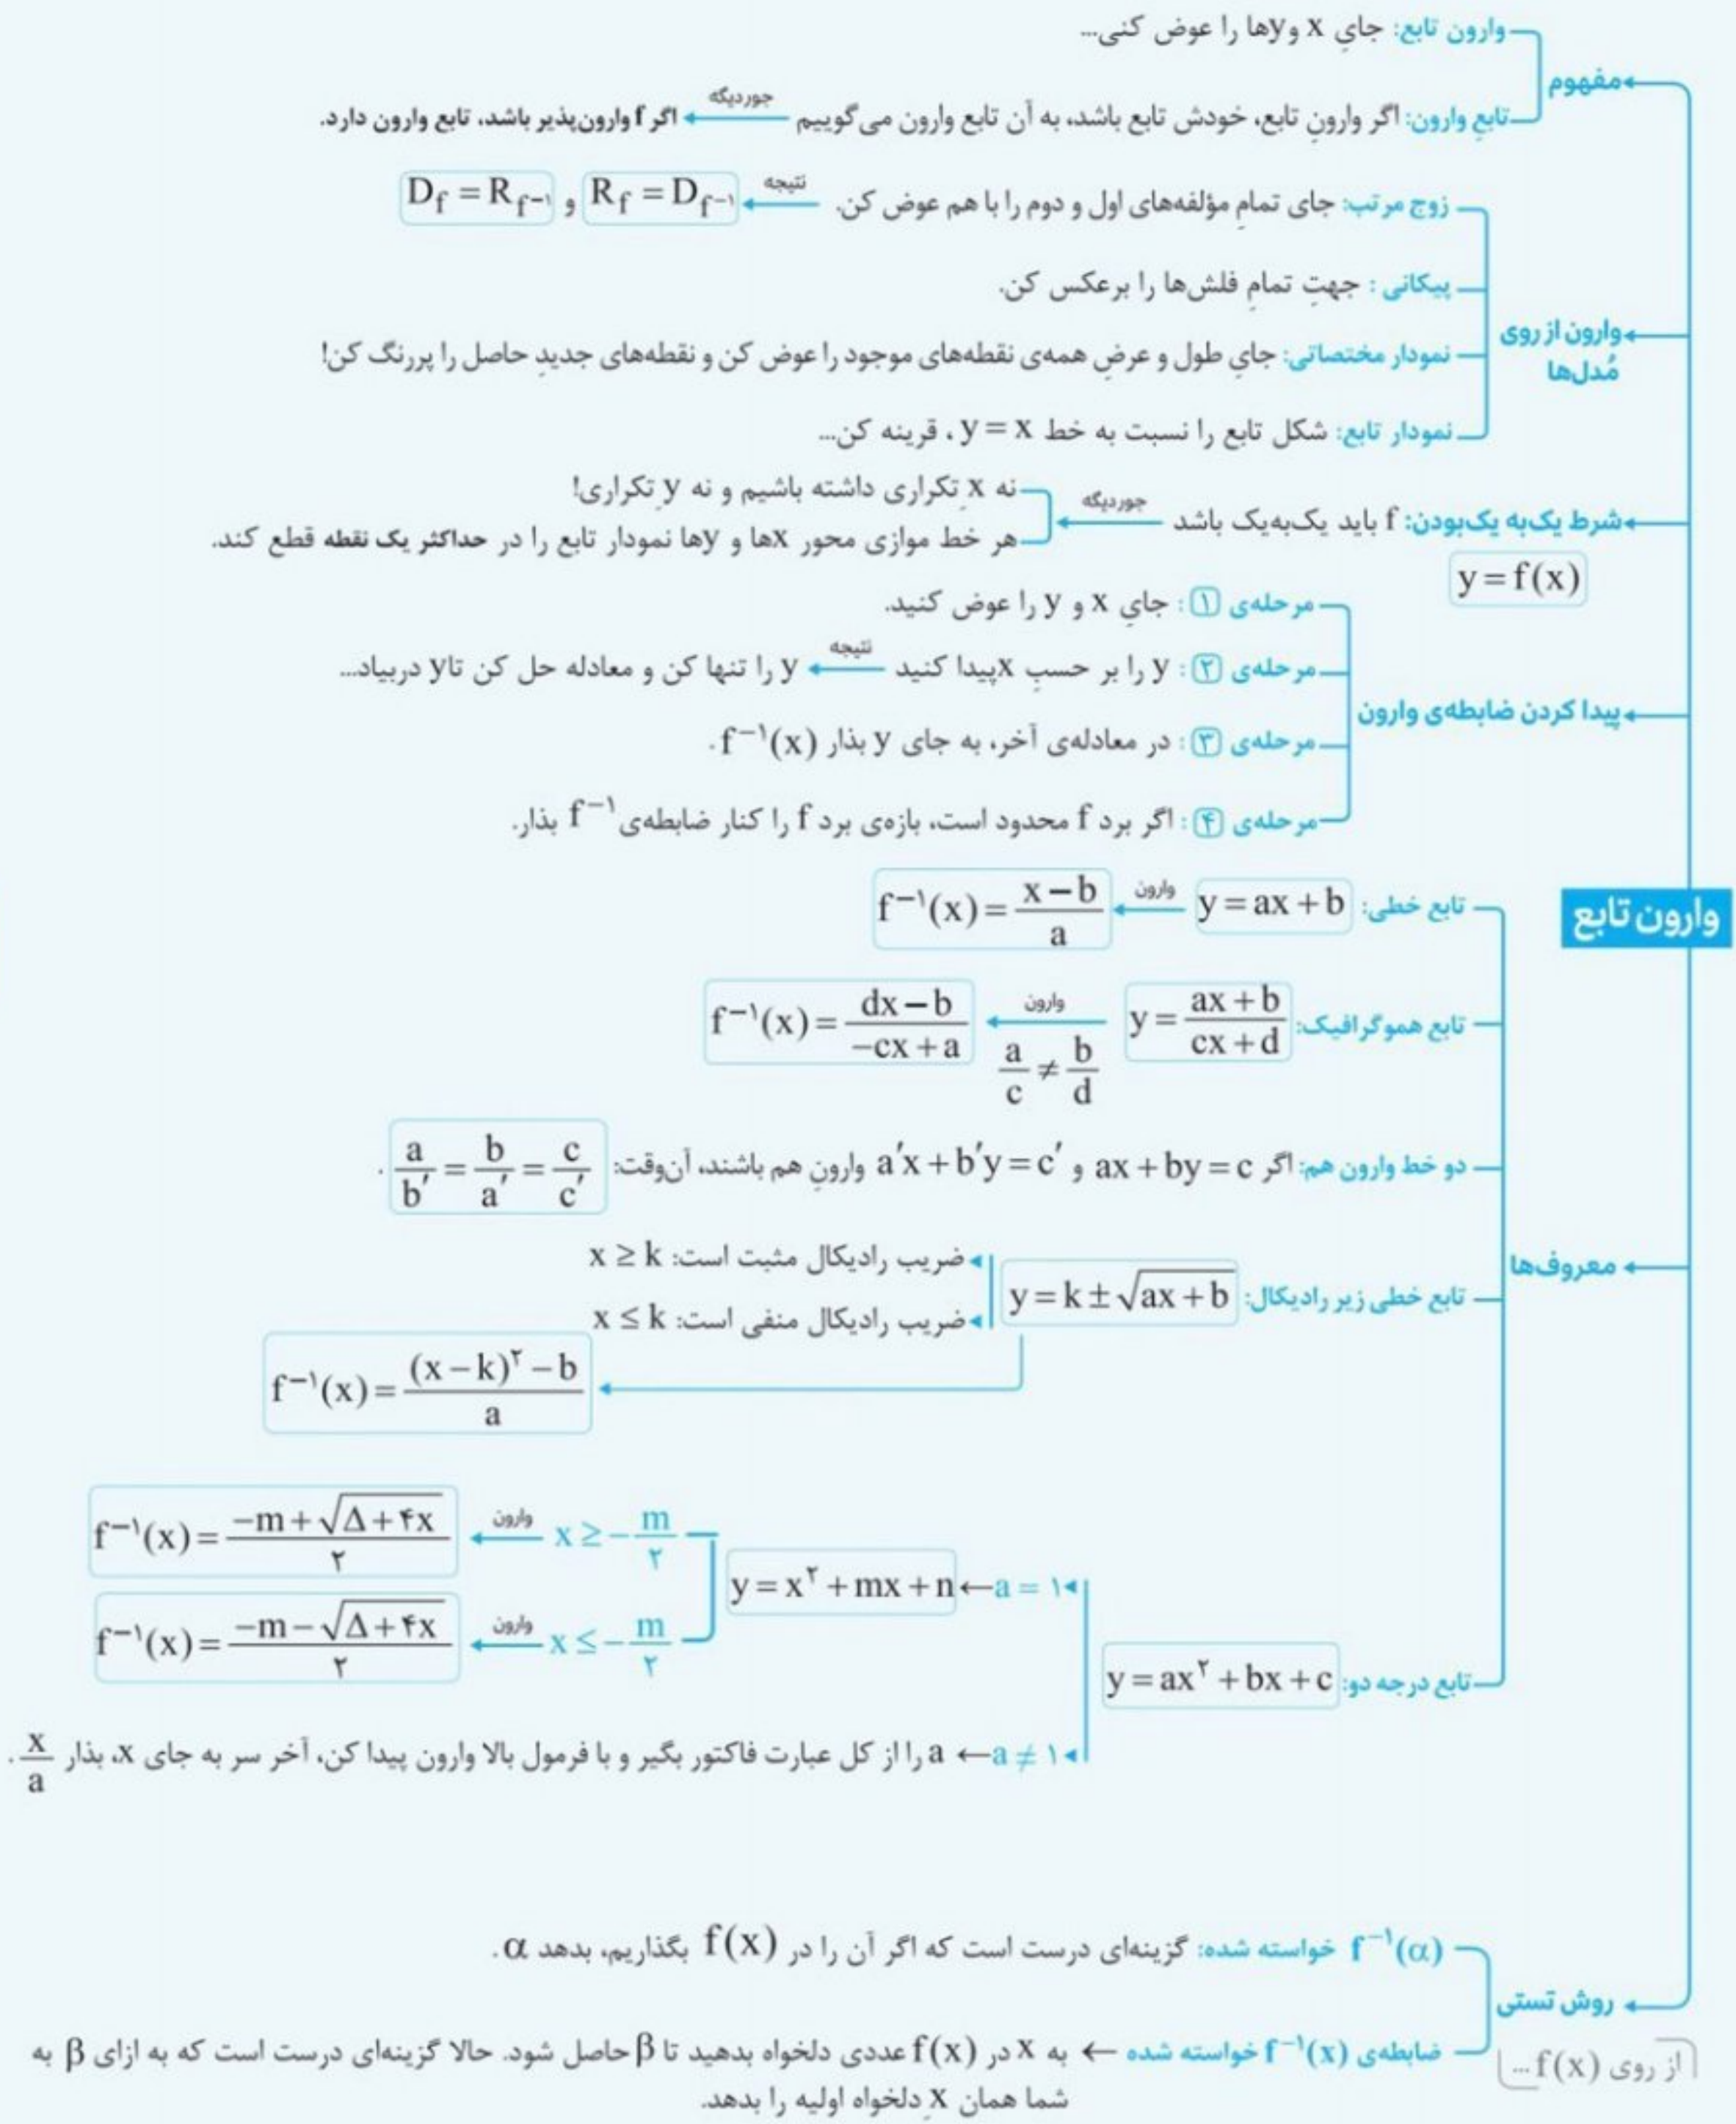 وارون تابع: جایِ x و yها را عوض کنی...
مفهوم
تابعِ وارون: اگر وارونِ تابع، خودش تابع باشد، به آن تابع وارون می‌گوییم جوردیگه اگر f وارون‌پذیر باشد، تابع وارون دارد.
زوج مرتب: جای تمامِ مؤلفه‌های اول و دوم را با هم عوض کن. نتیجه R_f = D_{f⁻¹} و D_f = R_{f⁻¹}
پیکانی : جهتِ تمامِ فلش‌ها را برعکس کن.
وارون از روی مُدل‌ها
نمودار مختصاتی: جایِ طول و عرضِ همه‌ی نقطه‌های موجود را عوض کن و نقطه‌های جدیدِ حاصل را پررنگ کن!
نمودار تابع: شکل تابع را نسبت به خط y = x ، قرینه کن...
نه x ِتکراری داشته باشیم و نه y ِتکراری!
شرط یک‌به یک‌بودن: f باید یک‌به‌یک باشد جوردیگه
هر خط موازی محور xها و yها نمودار تابع را در حداکثر یک نقطه قطع کند.
y = f(x)
مرحله‌ی ۱ : جایِ x و y را عوض کنید.
مرحله‌ی ۲ : y را بر حسبِ x پیدا کنید نتیجه y را تنها کن و معادله حل کن تا y دربیاد...
پیدا کردن ضابطه‌ی وارون
مرحله‌ی ۳ : در معادله‌ی آخر، به جای y بذار f⁻¹(x) .
مرحله‌ی ۴ : اگر برد f محدود است، بازه‌ی برد f را کنار ضابطه‌ی f⁻¹ بذار.
وارون تابع
تابع خطی: y = ax + b وارون f⁻¹(x) = (x − b)/a
تابع هموگرافیک: y = (ax + b)/(cx + d) وارون a/c ≠ b/d f⁻¹(x) = (dx − b)/(−cx + a)
دو خط وارون هم: اگر ax + by = c و a′x + b′y = c′ وارونِ هم باشند، آن‌وقت: a/b′ = b/a′ = c/c′ .
معروف‌ها
ضریب رادیکال مثبت است: x ≥ k
تابع خطی زیر رادیکال: y = k ± √(ax + b)
ضریب رادیکال منفی است: x ≤ k
f⁻¹(x) = ((x − k)^۲ − b)/a
x ≥ −m/۲ وارون f⁻¹(x) = (−m + √(Δ + ۴x))/۲
a = ۱ ← y = x^۲ + mx + n
x ≤ −m/۲ وارون f⁻¹(x) = (−m − √(Δ + ۴x))/۲
تابع درجه دو: y = ax^۲ + bx + c
a ≠ ۱ ← a را از کل عبارت فاکتور بگیر و با فرمول بالا وارون پیدا کن، آخر سر به جای x، بذار x/a .
f⁻¹(α) خواسته شده: گزینه‌ای درست است که اگر آن را در f(x) بگذاریم، بدهد α .
روش تستی
ضابطه‌ی f⁻¹(x) خواسته شده ← به x در f(x) عددی دلخواه بدهید تا β حاصل شود. حالا گزینه‌ای درست است که به ازای β به
از روی f(x)...
شما همان x ِدلخواه اولیه را بدهد.